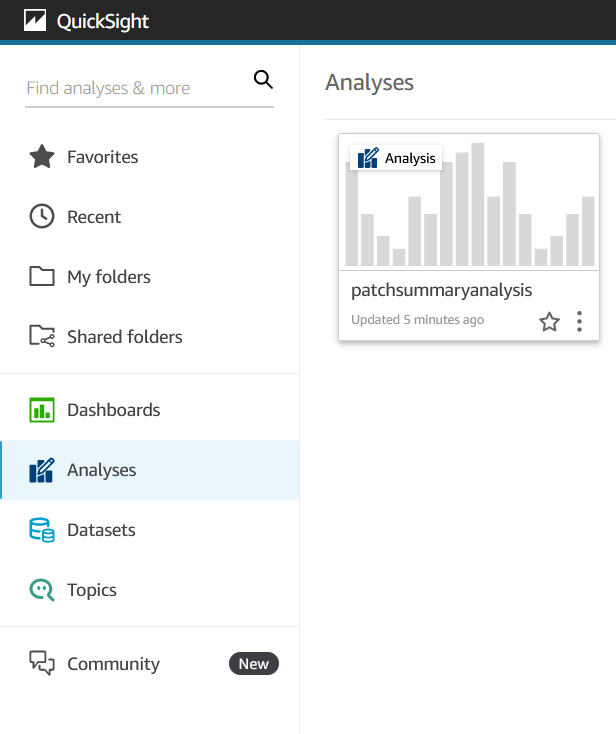 QuickSight
Find analyses & more
Favorites
Recent
My folders
Shared folders
Dashboards
Analyses
Datasets
Topics
Community New
Analyses
Analysis
patchsummaryanalysis
Updated 5 minutes ago